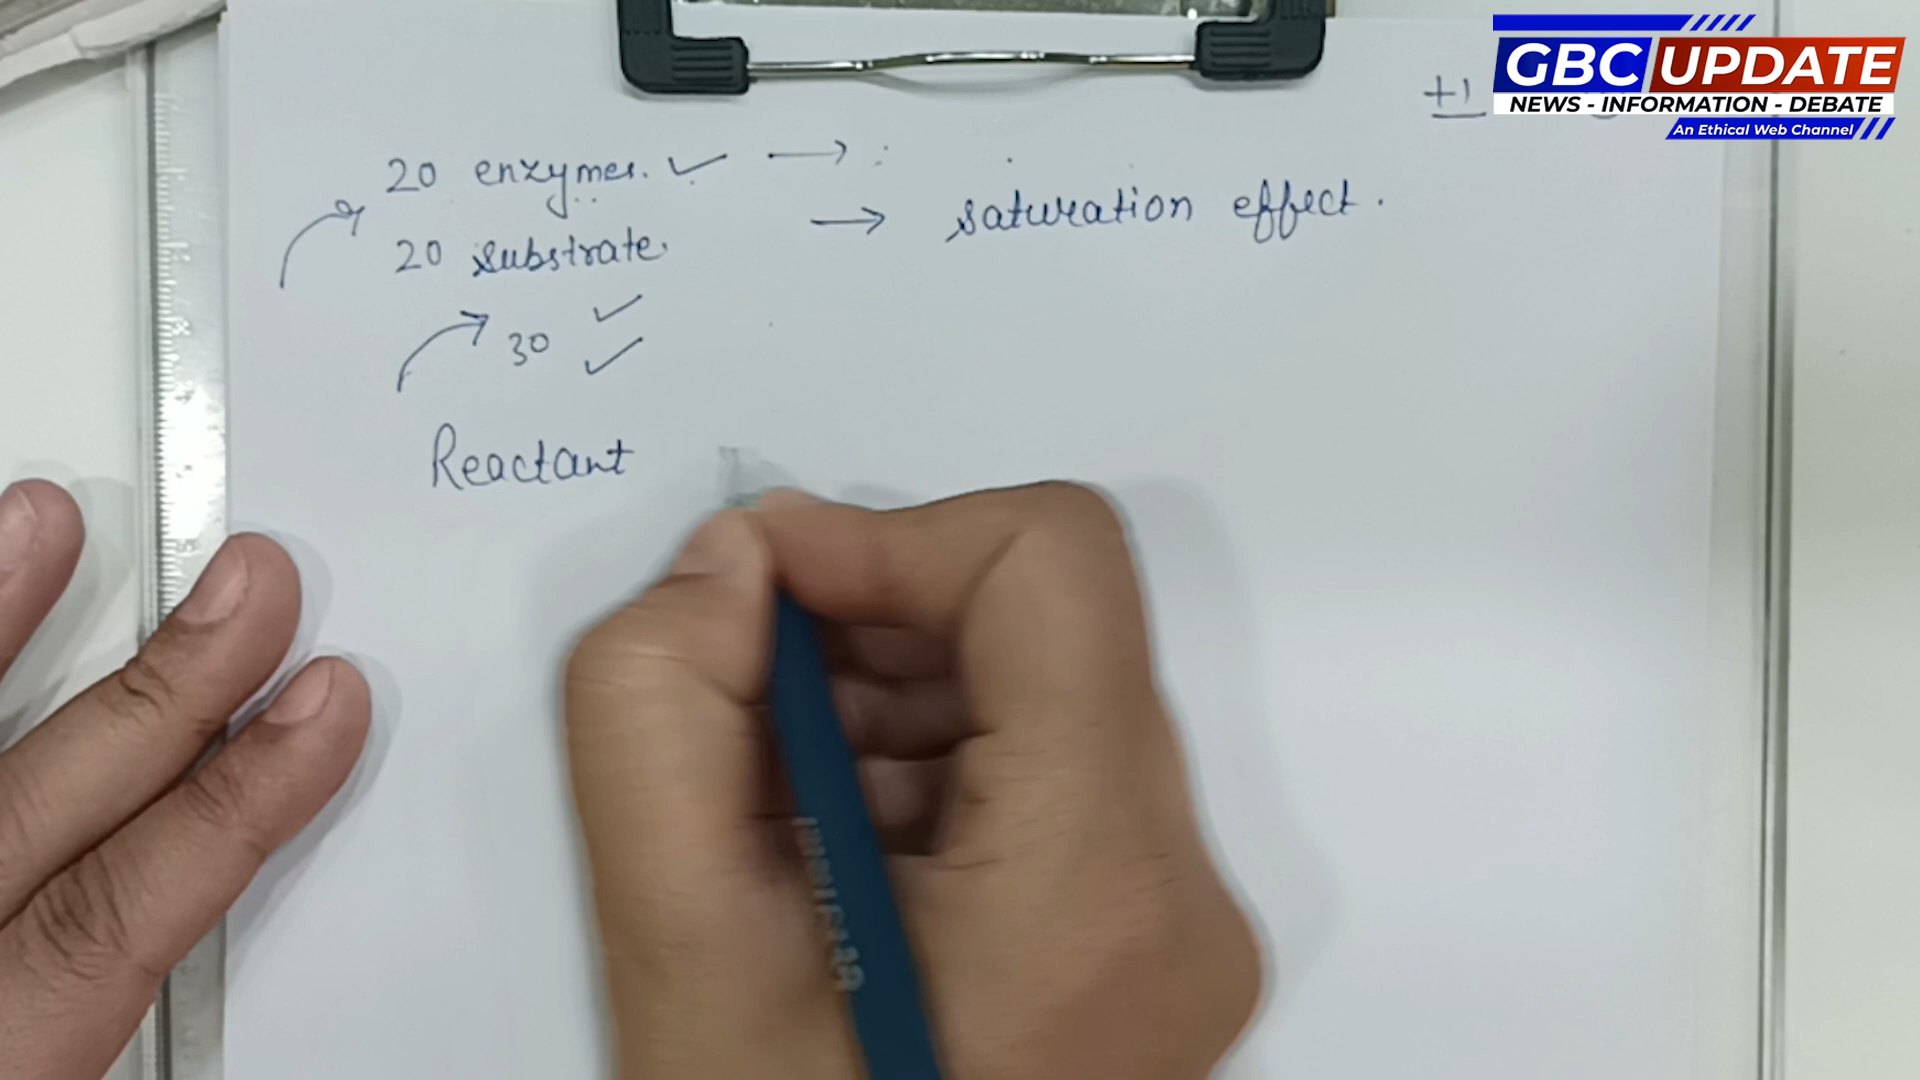 GBC UPDATE
NEWS - INFORMATION - DEBATE
An Ethical Web Channel
+1
20 enzymes. →
20 substrate. → saturation effect.
30
Reactant